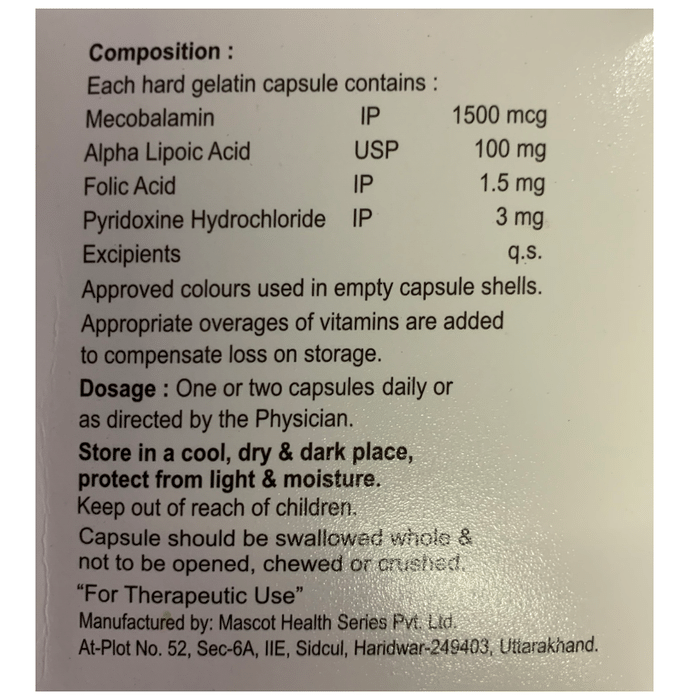 Composition :
Each hard gelatin capsule contains :
Mecobalamin IP 1500 mcg
Alpha Lipoic Acid USP 100 mg
Folic Acid IP 1.5 mg
Pyridoxine Hydrochloride IP 3 mg
Excipients q.s.
Approved colours used in empty capsule shells.
Appropriate overages of vitamins are added
to compensate loss on storage.
Dosage : One or two capsules daily or
as directed by the Physician.
Store in a cool, dry & dark place,
protect from light & moisture.
Keep out of reach of children.
Capsule should be swallowed whole &
not to be opened, chewed or crushed.
“For Therapeutic Use”
Manufactured by: Mascot Health Series Pvt. Ltd.
At-Plot No. 52, Sec-6A, IIE, Sidcul, Haridwar-249403, Uttarakhand.